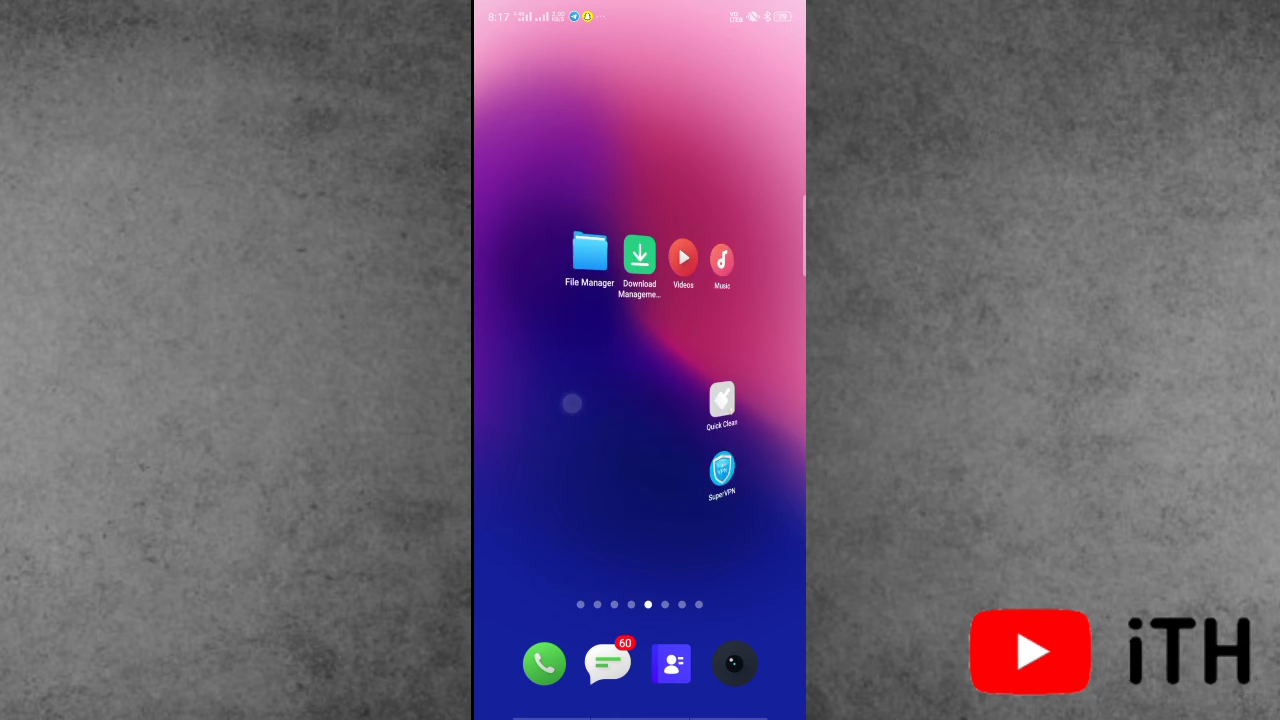 8:17
File Manager
Download
Manageme...
Videos
Music
Quick Clean
SuperVPN
60
iTH